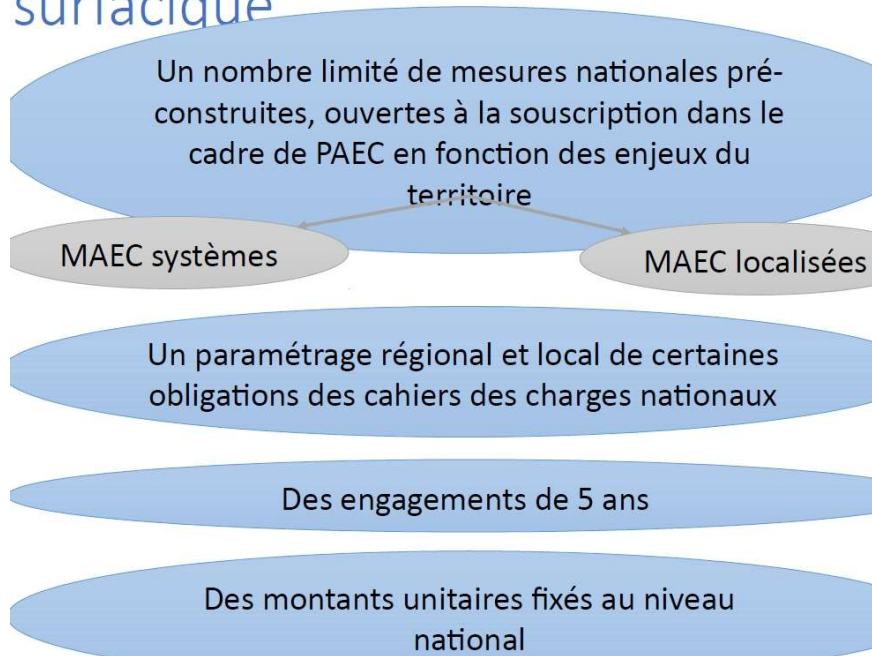 surfacique
Un nombre limité de mesures nationales pré-
construites, ouvertes à la souscription dans le
cadre de PAEC en fonction des enjeux du
territoire
MAEC systèmes
MAEC localisées
Un paramétrage régional et local de certaines
obligations des cahiers des charges nationaux
Des engagements de 5 ans
Des montants unitaires fixés au niveau
national